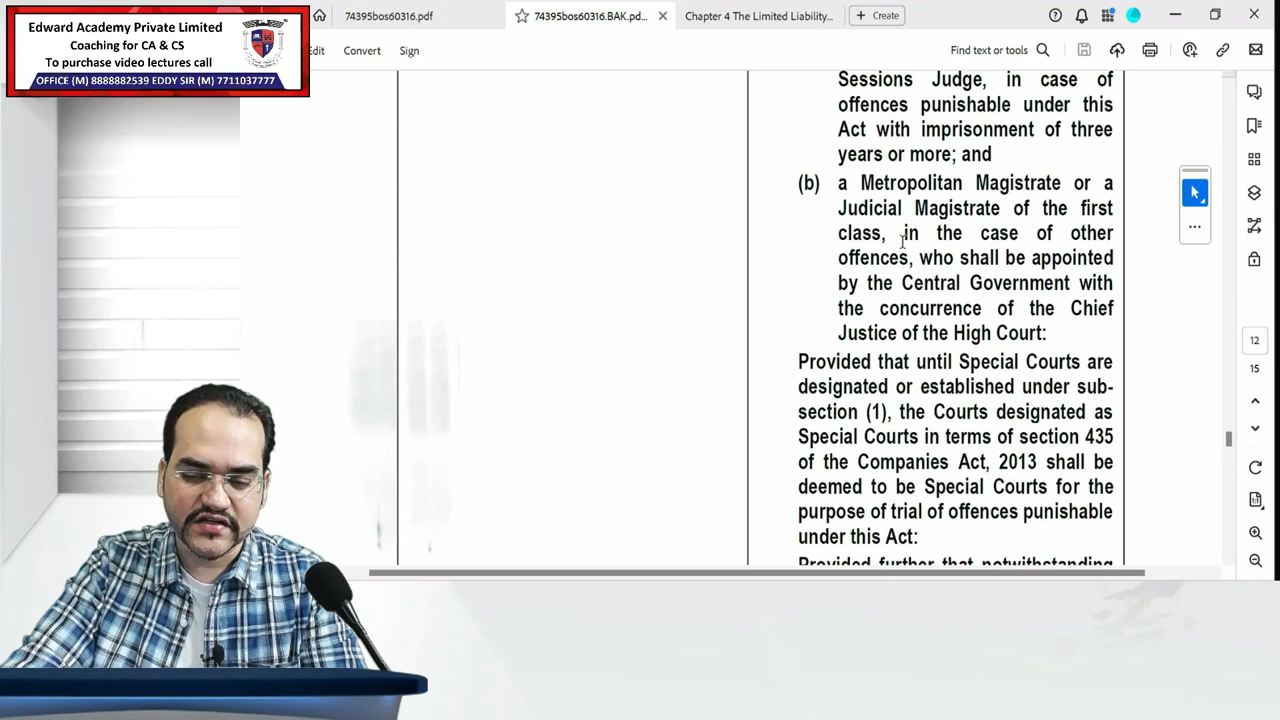 Edward Academy Private Limited
Coaching for CA & CS
To purchase video lectures call
OFFICE (M) 8888882539 EDDY SIR (M) 7711037777
74395bos60316.pdf
74395bos60316.BAK.pd...
Chapter 4 The Limited Liability...
Create
Edit
Convert
Sign
Find text or tools
Sessions Judge, in case of
offences punishable under this
Act with imprisonment of three
years or more; and
(b) a Metropolitan Magistrate or a
Judicial Magistrate of the first
class, in the case of other
offences, who shall be appointed
by the Central Government with
the concurrence of the Chief
Justice of the High Court:
Provided that until Special Courts are
designated or established under sub-
section (1), the Courts designated as
Special Courts in terms of section 435
of the Companies Act, 2013 shall be
deemed to be Special Courts for the
purpose of trial of offences punishable
under this Act:
Provided further that notwithstanding
12
15